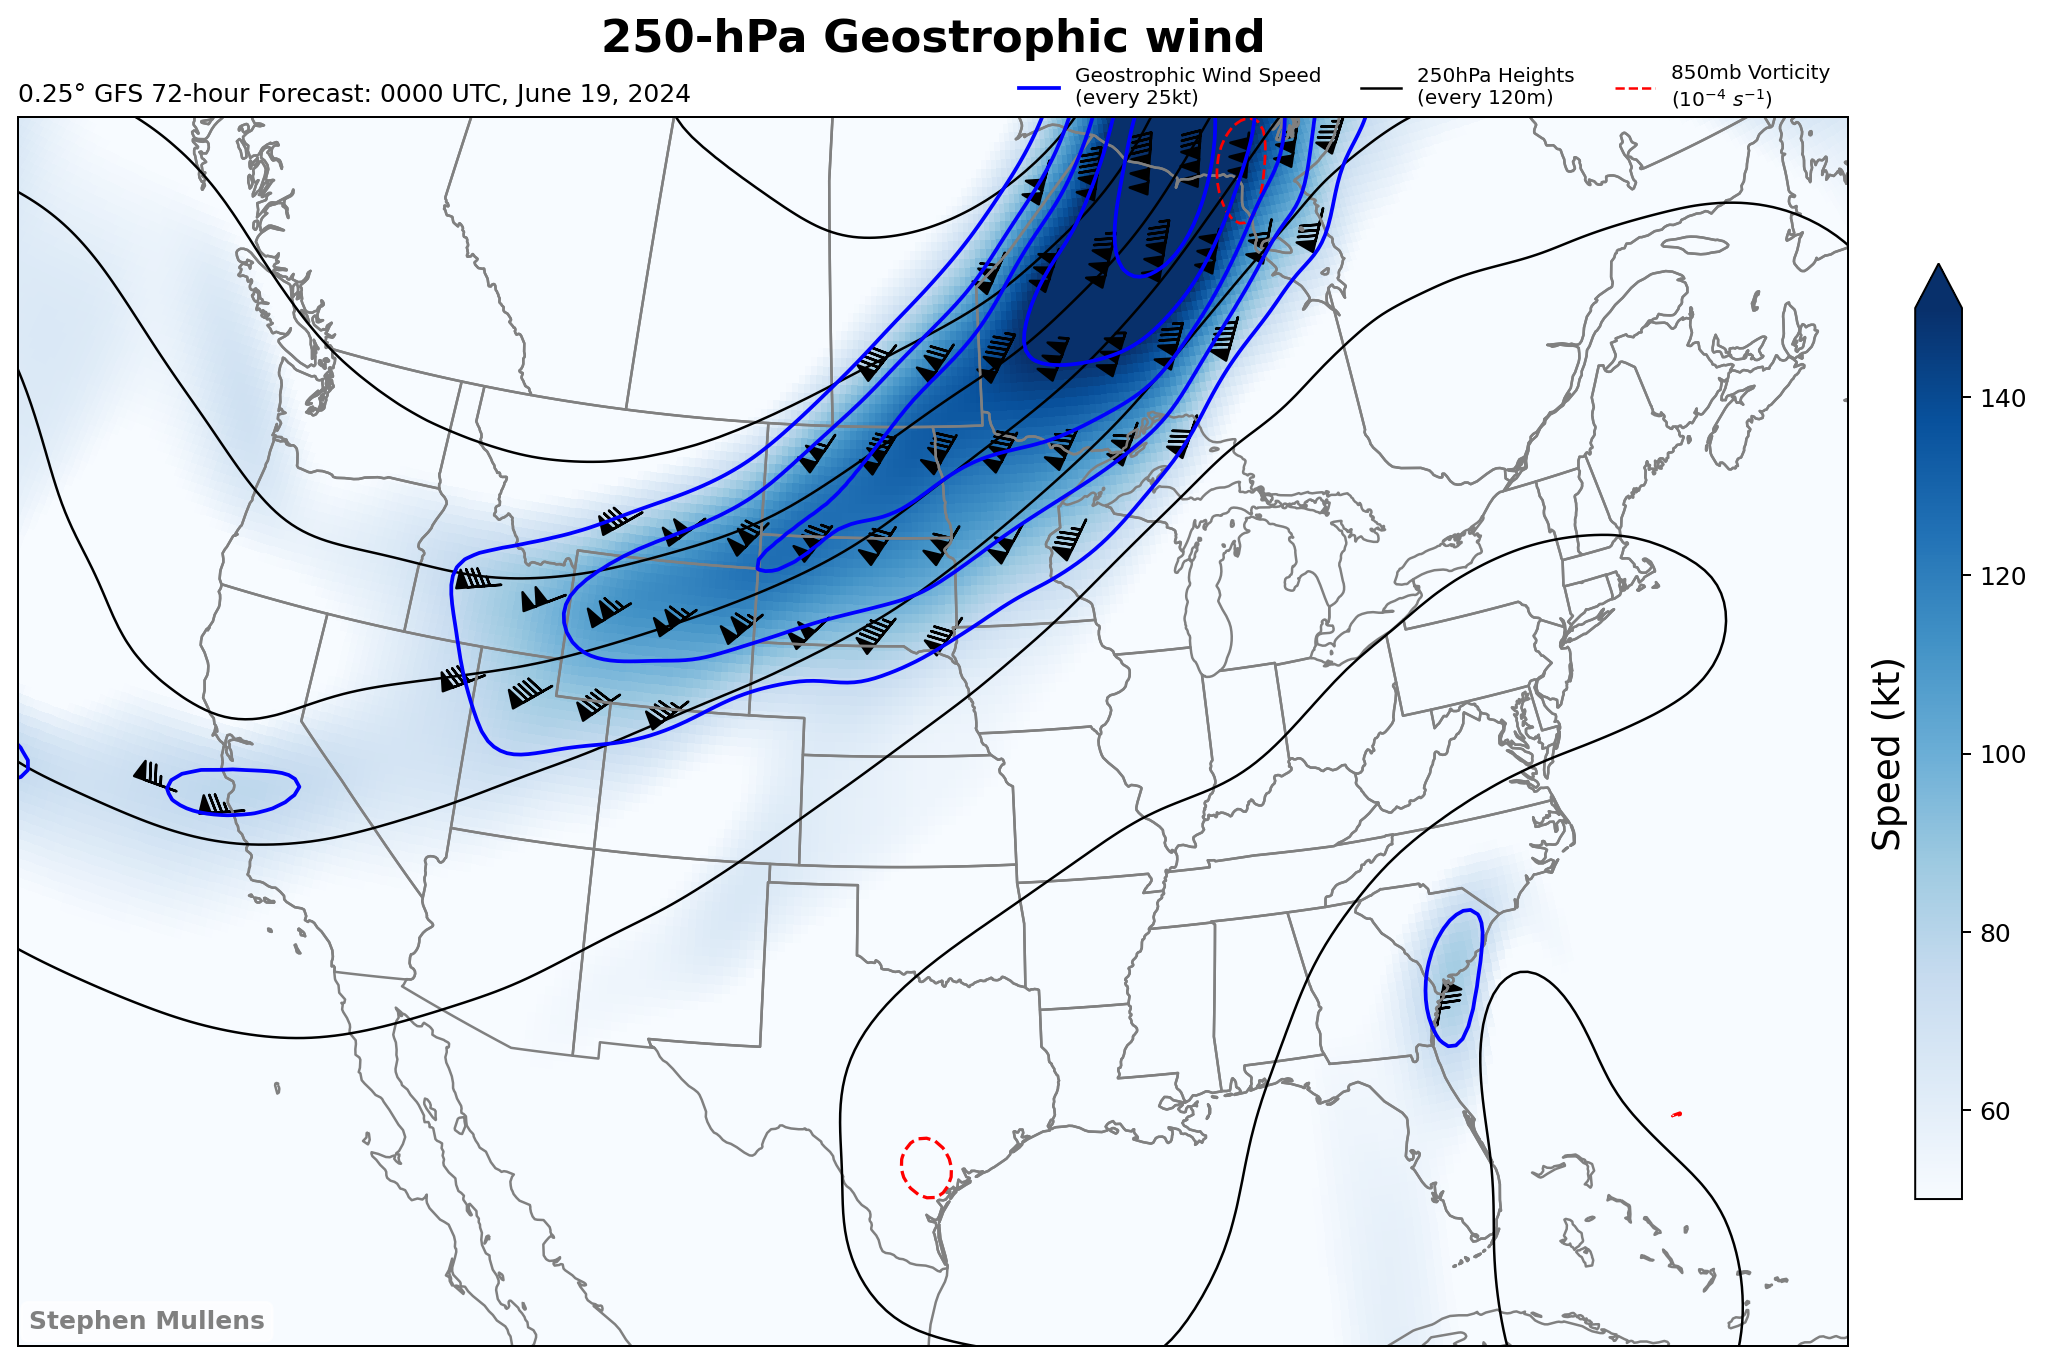 250-hPa Geostrophic wind
0.25° GFS 72-hour Forecast: 0000 UTC, June 19, 2024
Geostrophic Wind Speed
(every 25kt)
250hPa Heights
(every 120m)
850mb Vorticity
(10⁻⁴ s⁻¹)
140
120
100
80
60
Speed (kt)
Stephen Mullens